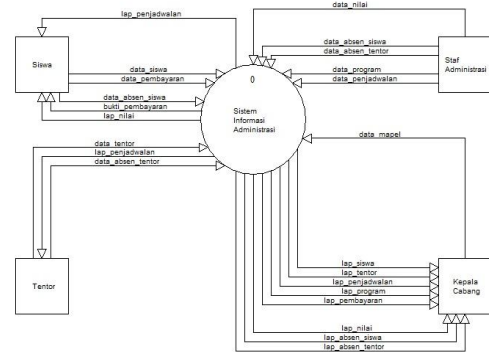 data_nilai
lap_penjadwalan
data_absen_siswa
data_absen_tentor
Siswa
data_siswa
data_pembayaran
0
data_program
data_penjadwalan
Staf
Administrasi
data_absen_siswa
bukti_pembayaran
lap_nilai
Sistem
Informasi
Administrasi
data_mapel
data_tentor
lap_penjadwalan
data_absen_tentor
Tentor
lap_siswa
lap_tentor
lap_penjadwalan
lap_program
lap_pembayaran
Kepala
Cabang
lap_nilai
lap_absen_siswa
lap_absen_tentor